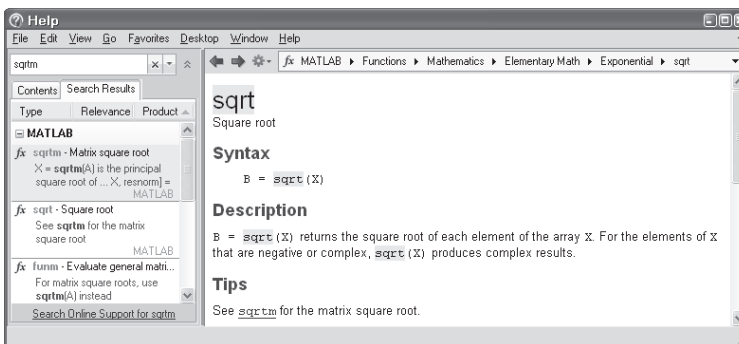 Help
File Edit View Go Favorites Desktop Window Help
sqrtm
fx MATLAB ▸ Functions ▸ Mathematics ▸ Elementary Math ▸ Exponential ▸ sqrt
Contents Search Results
Type Relevance Product
MATLAB
fx sqrtm - Matrix square root
X = sqrtm(A) is the principal
square root of ... X, resnorm] =
MATLAB
fx sqrt - Square root
See sqrtm for the matrix
square root
MATLAB
fx funm - Evaluate general matri...
For matrix square roots, use
sqrtm(A) instead
Search Online Support for sqrtm
sqrt
Square root
Syntax
B = sqrt(X)
Description
B = sqrt(X) returns the square root of each element of the array X. For the elements of X
that are negative or complex, sqrt(X) produces complex results.
Tips
See sqrtm for the matrix square root.